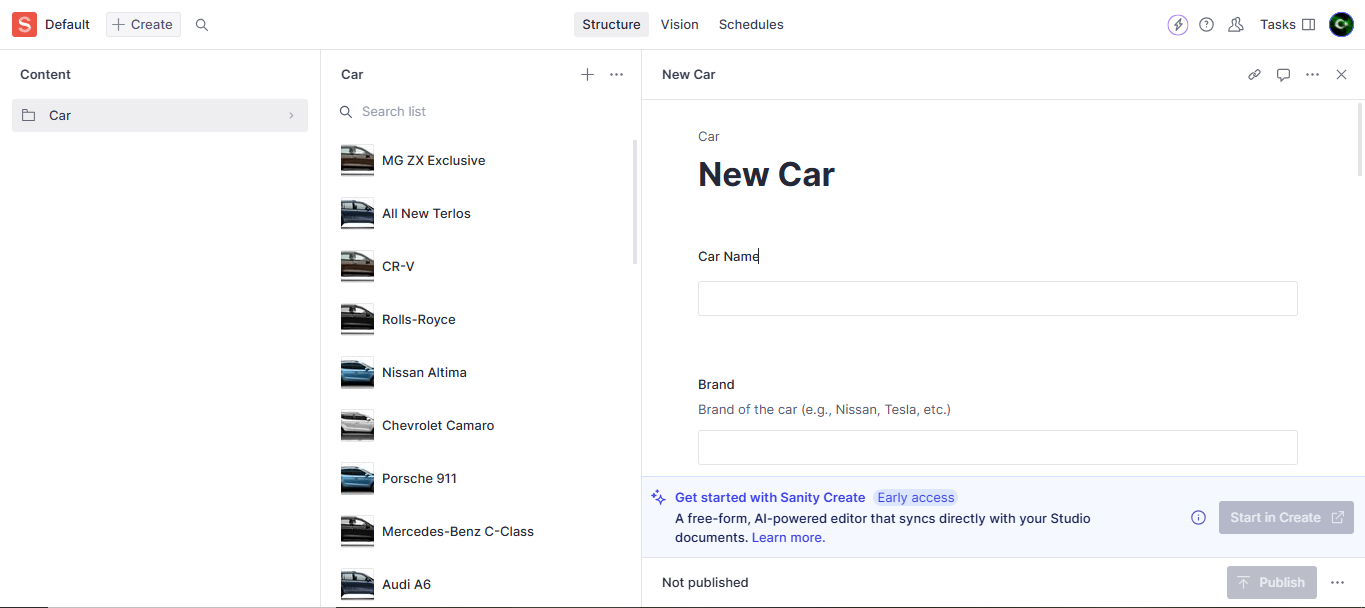 S Default Create Structure Vision Schedules Tasks
Content
Car
Car
Search list
MG ZX Exclusive
All New Terlos
CR-V
Rolls-Royce
Nissan Altima
Chevrolet Camaro
Porsche 911
Mercedes-Benz C-Class
Audi A6
New Car
Car
New Car
Car Name
Brand
Brand of the car (e.g., Nissan, Tesla, etc.)
Get started with Sanity Create Early access
A free-form, AI-powered editor that syncs directly with your Studio
documents. Learn more.
Start in Create
Not published
Publish